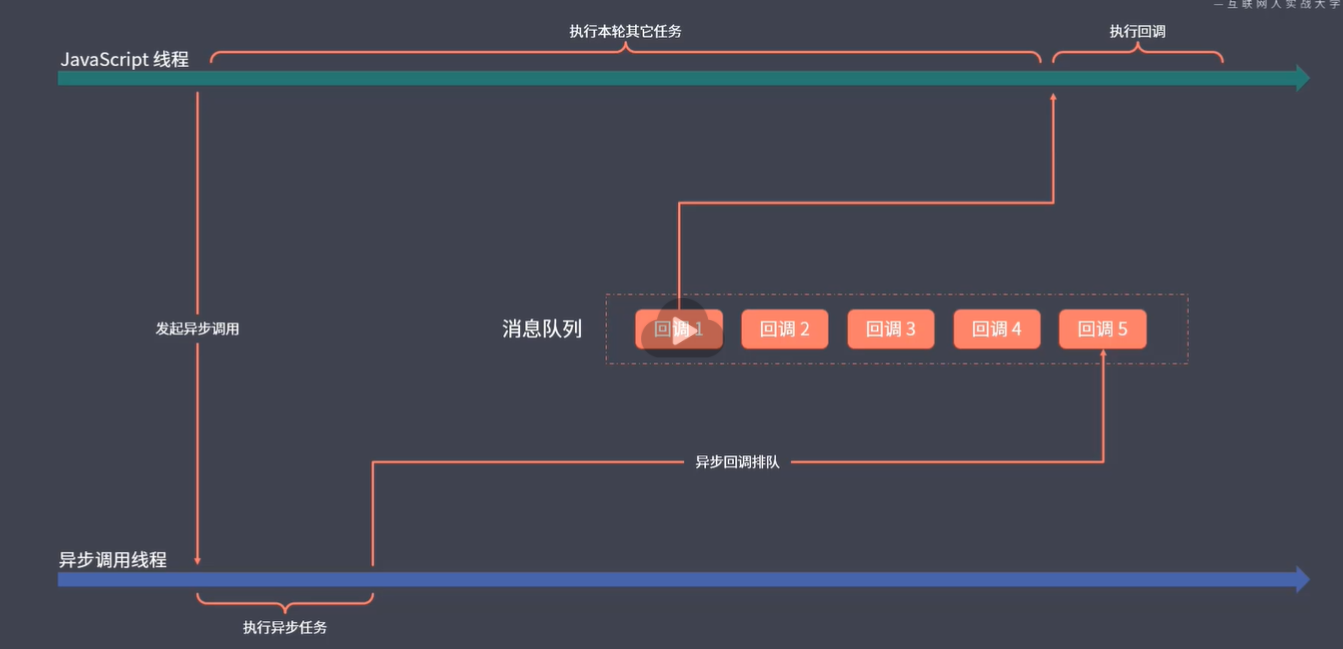 —互联网人实战大学
执行本轮其它任务
执行回调
JavaScript 线程
发起异步调用
消息队列
回调 1
回调 2
回调 3
回调 4
回调 5
异步回调排队
异步调用线程
执行异步任务